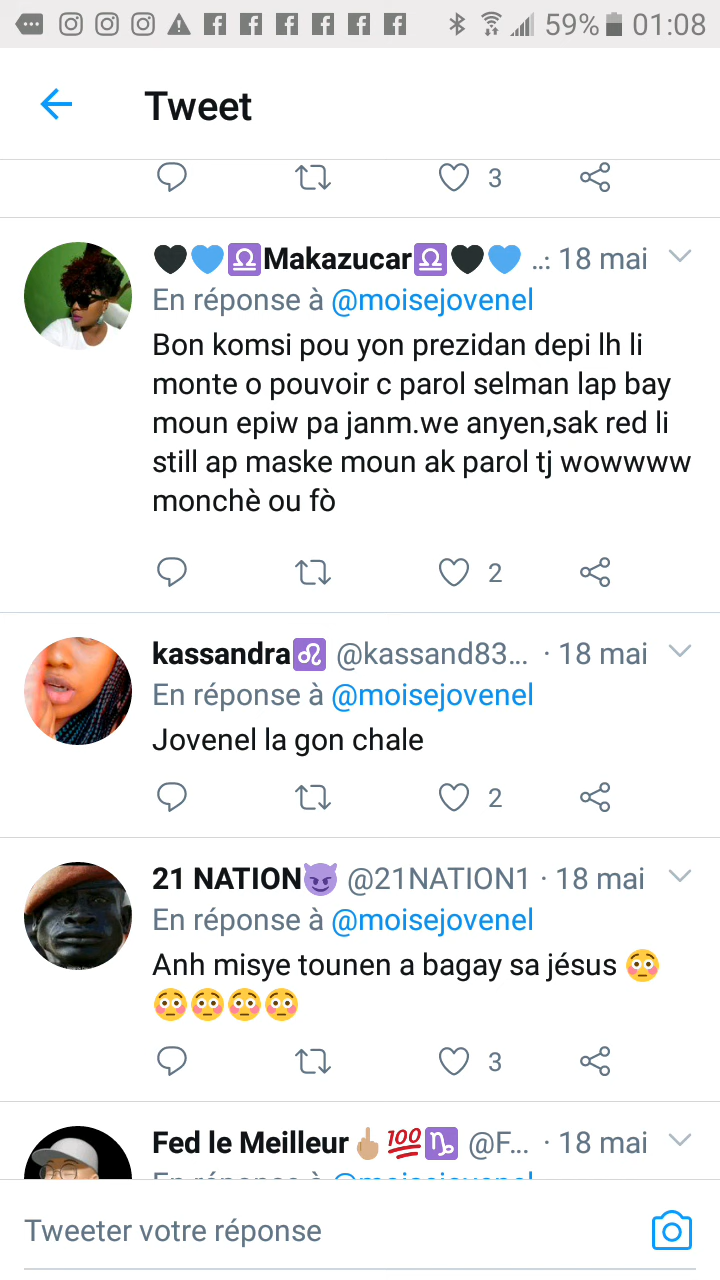 59% 01:08
Tweet
3
🖤💙♎Makazucar♎🖤💙 ..: 18 mai
En réponse à @moisejovenel
Bon komsi pou yon prezidan depi lh li
monte o pouvoir c parol selman lap bay
moun epiw pa janm.we anyen,sak red li
still ap maske moun ak parol tj wowwww
monchè ou fò
2
kassandra♌ @kassand83... · 18 mai
En réponse à @moisejovenel
Jovenel la gon chale
2
21 NATION😈 @21NATION1 · 18 mai
En réponse à @moisejovenel
Anh misye tounen a bagay sa jésus 😳
😳😳😳😳
3
Fed le Meilleur🖕🏼💯♑ @F... · 18 mai
En réponse à @moisejovenel
Tweeter votre réponse